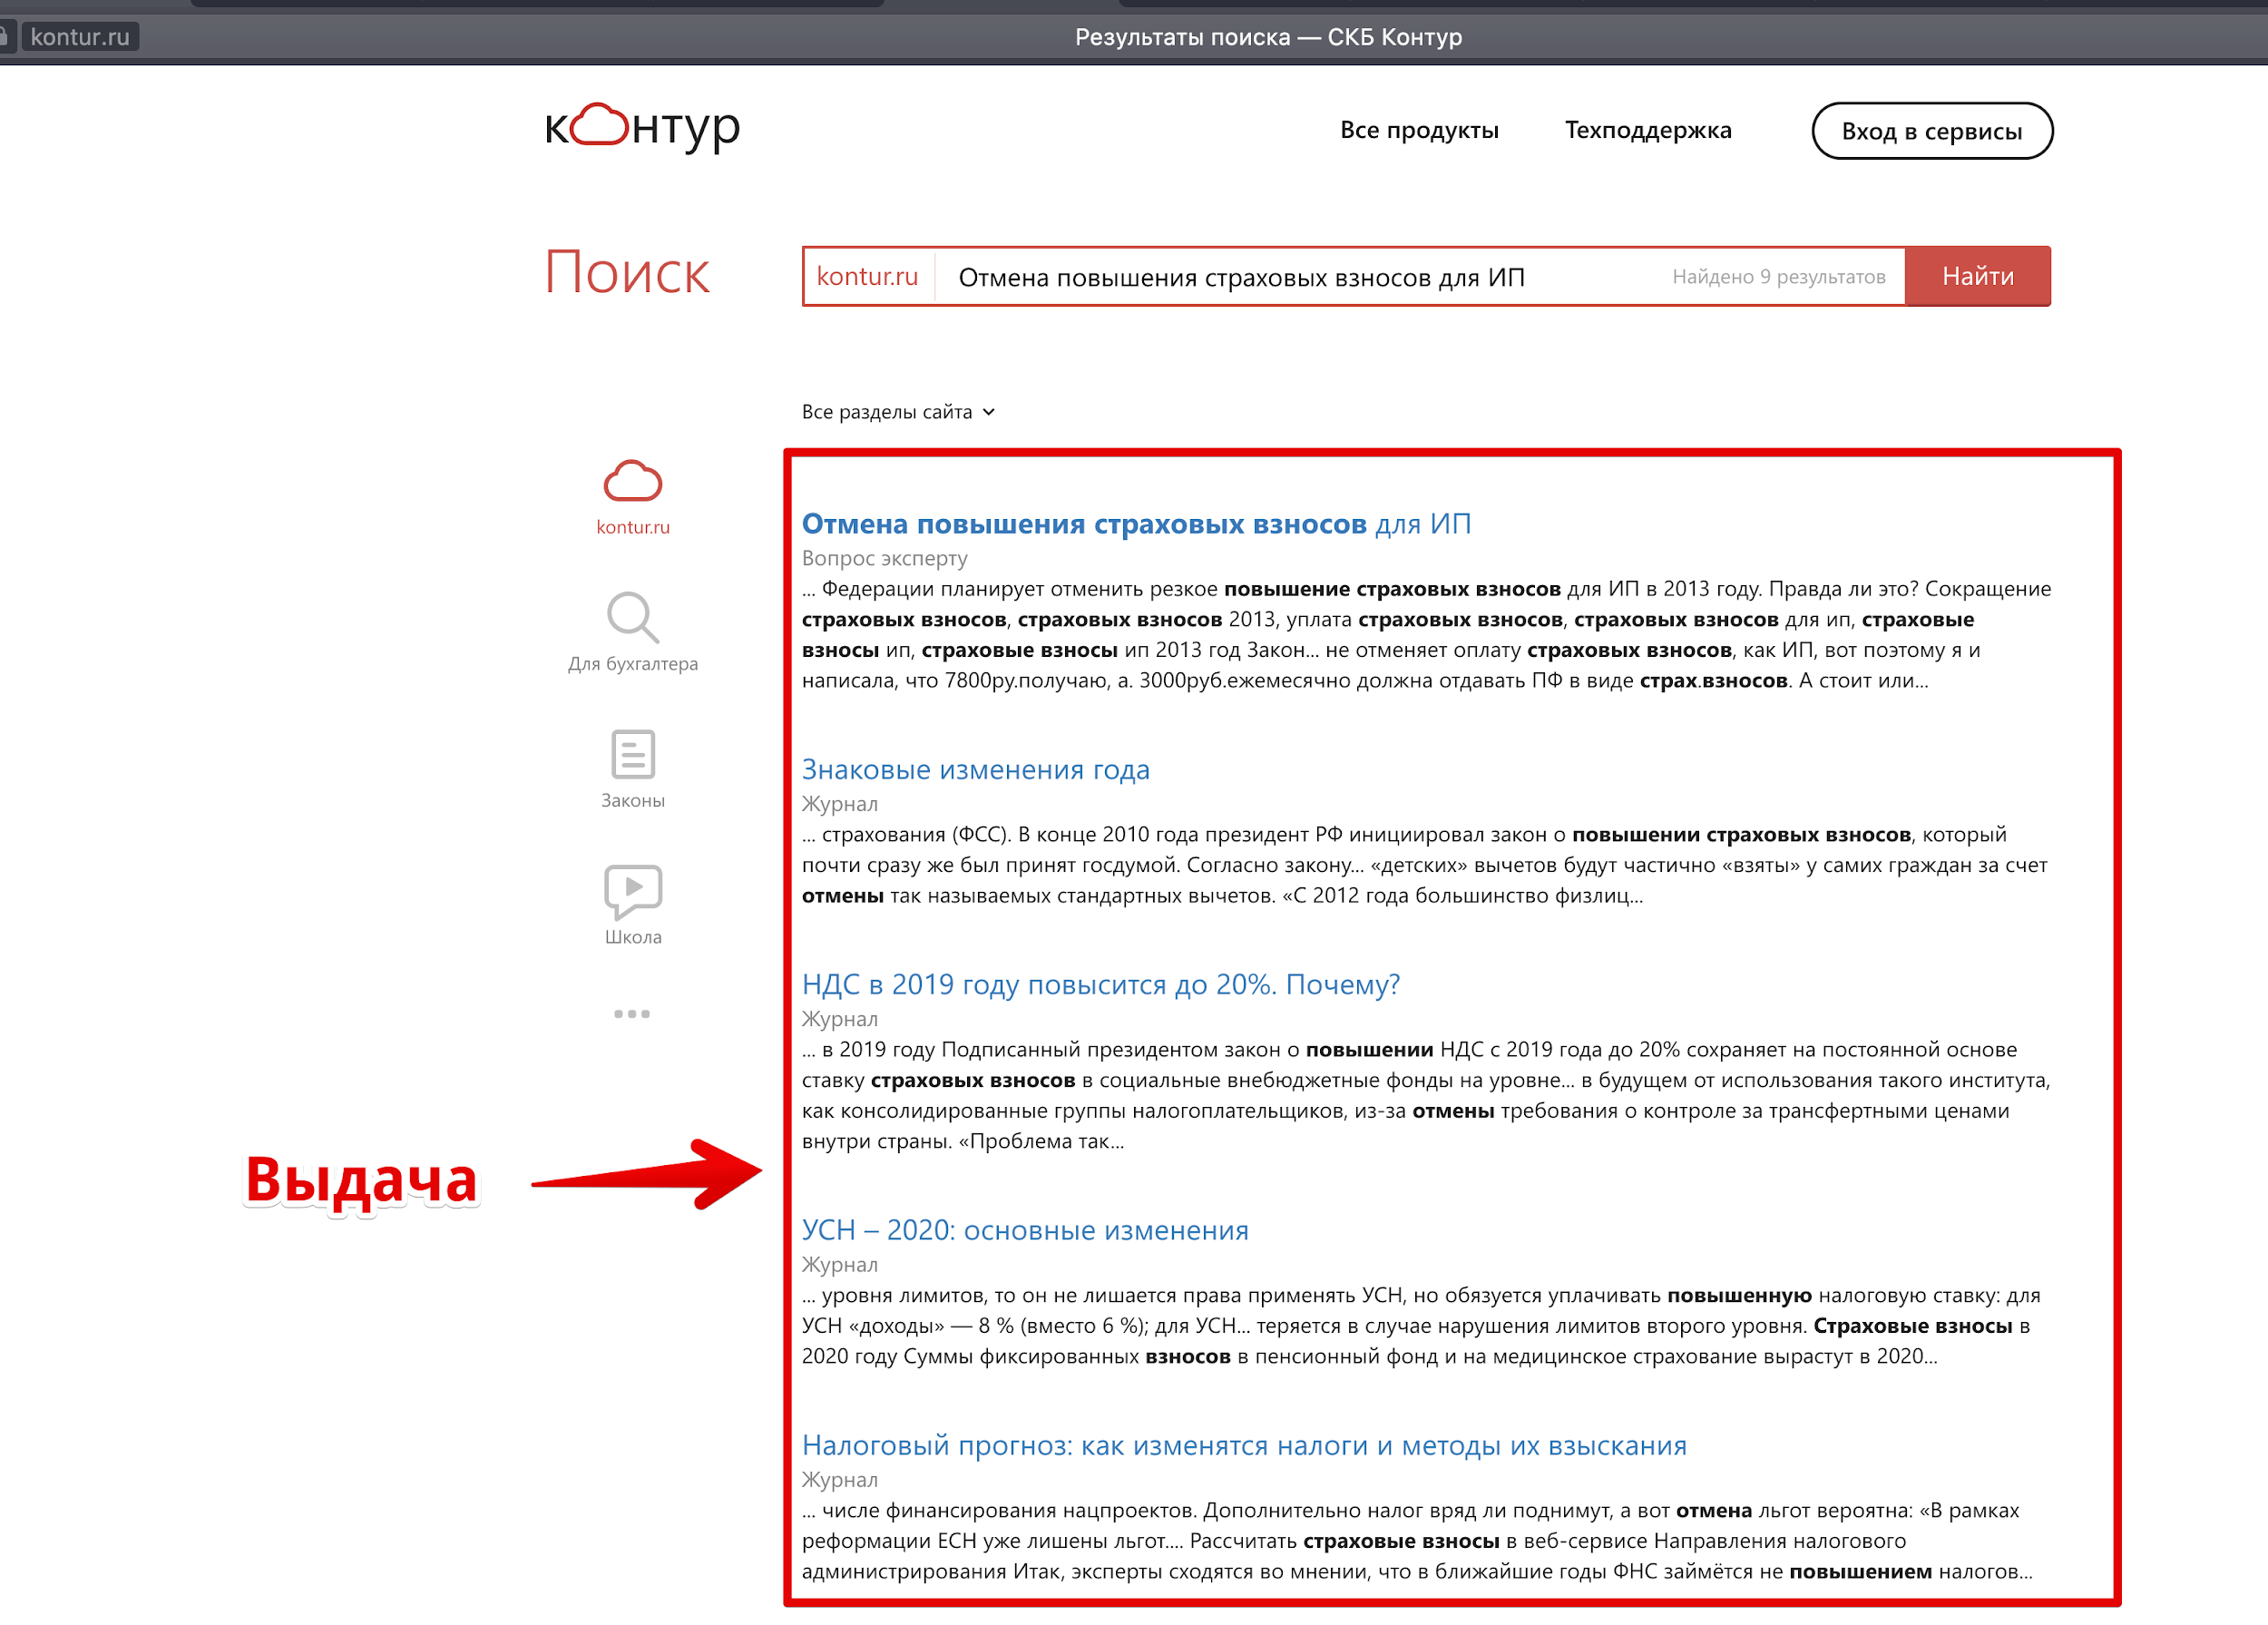 kontur.ru
Результаты поиска — СКБ Контур
контур
Все продукты
Техподдержка
Вход в сервисы
Поиск
kontur.ru
Отмена повышения страховых взносов для ИП
Найдено 9 результатов
Найти
Все разделы сайта
kontur.ru
Для бухгалтера
Законы
Школа
Выдача
Отмена повышения страховых взносов для ИП
Вопрос эксперту
... Федерации планирует отменить резкое повышение страховых взносов для ИП в 2013 году. Правда ли это? Сокращение
страховых взносов, страховых взносов 2013, уплата страховых взносов, страховых взносов для ип, страховые
взносы ип, страховые взносы ип 2013 год Закон... не отменяет оплату страховых взносов, как ИП, вот поэтому я и
написала, что 7800ру.получаю, а. 3000руб.ежемесячно должна отдавать ПФ в виде страх.взносов. А стоит или...
Знаковые изменения года
Журнал
... страхования (ФСС). В конце 2010 года президент РФ инициировал закон о повышении страховых взносов, который
почти сразу же был принят госдумой. Согласно закону... «детских» вычетов будут частично «взяты» у самих граждан за счет
отмены так называемых стандартных вычетов. «С 2012 года большинство физлиц...
НДС в 2019 году повысится до 20%. Почему?
Журнал
... в 2019 году Подписанный президентом закон о повышении НДС с 2019 года до 20% сохраняет на постоянной основе
ставку страховых взносов в социальные внебюджетные фонды на уровне... в будущем от использования такого института,
как консолидированные группы налогоплательщиков, из-за отмены требования о контроле за трансфертными ценами
внутри страны. «Проблема так...
УСН – 2020: основные изменения
Журнал
... уровня лимитов, то он не лишается права применять УСН, но обязуется уплачивать повышенную налоговую ставку: для
УСН «доходы» — 8 % (вместо 6 %); для УСН... теряется в случае нарушения лимитов второго уровня. Страховые взносы в
2020 году Суммы фиксированных взносов в пенсионный фонд и на медицинское страхование вырастут в 2020...
Налоговый прогноз: как изменятся налоги и методы их взыскания
Журнал
... числе финансирования нацпроектов. Дополнительно налог вряд ли поднимут, а вот отмена льгот вероятна: «В рамках
реформации ЕСН уже лишены льгот.... Рассчитать страховые взносы в веб-сервисе Направления налогового
администрирования Итак, эксперты сходятся во мнении, что в ближайшие годы ФНС займётся не повышением налогов...